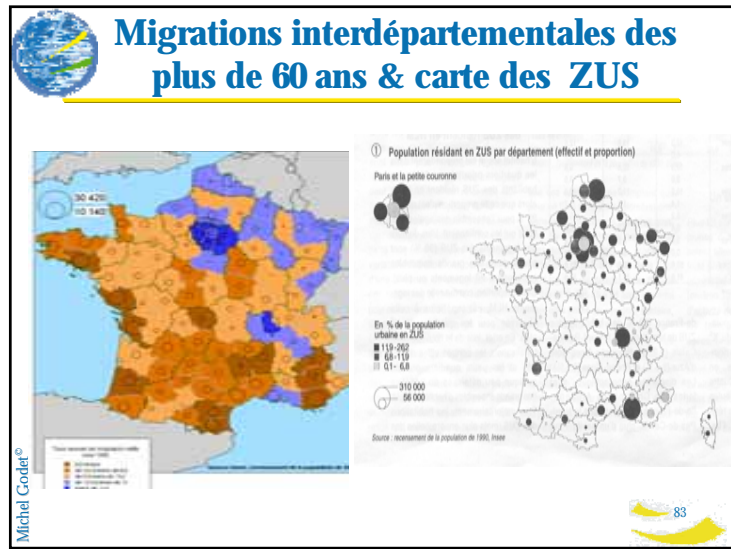 Migrations interdépartementales des
plus de 60 ans & carte des ZUS
30 420
10 140
① Population résidant en ZUS par département (effectif et proportion)
Paris et la petite couronne
En % de la population
urbaine en ZUS
11,9-262
6,8-11,9
0,1- 6,8
310 000
56 000
Source : recensement de la population de 1990, Insee
Michel Godet©
83